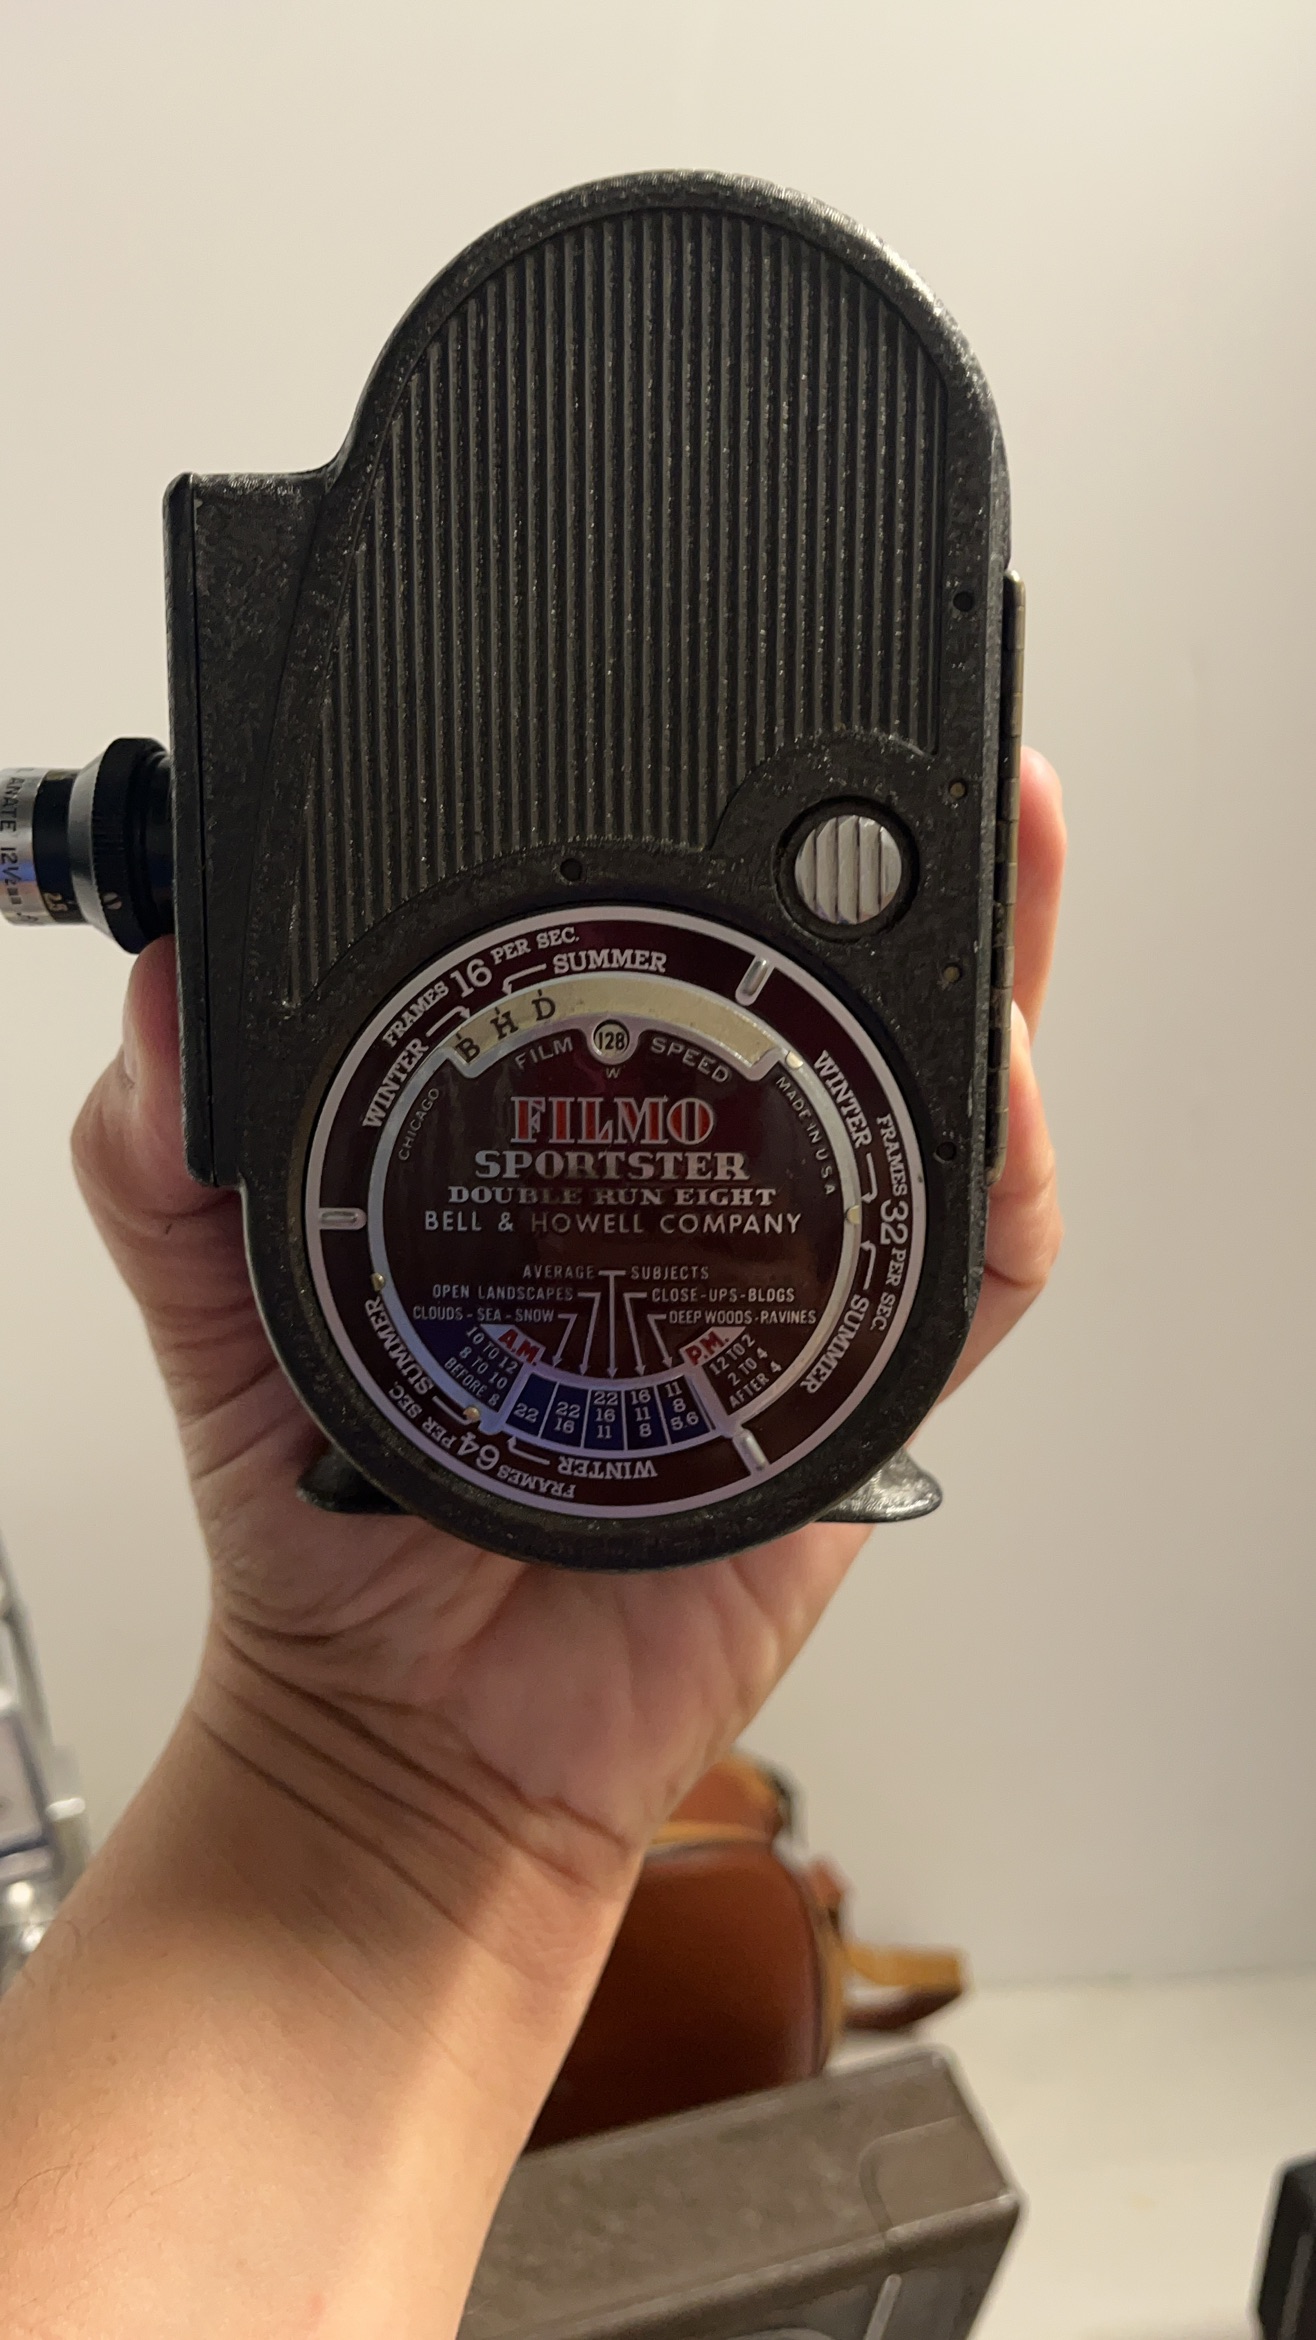 ANATE 12½
2.5
FRAMES 16 PER SEC.
WINTER
SUMMER
B H D
128
FILM SPEED
W
CHICAGO
MADE IN U S A
FILMO
SPORTSTER
DOUBLE RUN EIGHT
BELL & HOWELL COMPANY
WINTER
FRAMES 32 PER SEC.
SUMMER
AVERAGE SUBJECTS
OPEN LANDSCAPES CLOSE-UPS-BLDGS
CLOUDS-SEA-SNOW DEEP WOODS-RAVINES
A.M. P.M.
10 TO 12 12 TO 2
8 TO 10 2 TO 4
BEFORE 8 AFTER 4
22 16 11
22 22 16 11 8
16 11 8 5.6
SUMMER
FRAMES 64 PER SEC.
WINTER